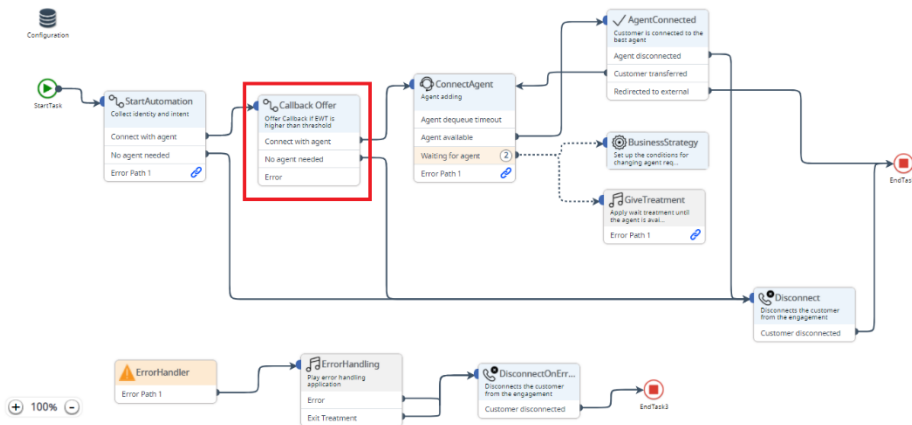 Configuration
StartTask
StartAutomation
Collect identity and intent
Connect with agent
No agent needed
Error Path 1
Callback Offer
Offer Callback if EWT is
higher than threshold
Connect with agent
No agent needed
Error
ConnectAgent
Agent adding
Agent dequeue timeout
Agent available
Waiting for agent 2
Error Path 1
AgentConnected
Customer is connected to the
best agent
Agent disconnected
Customer transferred
Redirected to external
BusinessStrategy
Set up the conditions for
changing agent req...
GiveTreatment
Apply wait treatment until
the agent is avai...
Error Path 1
EndTas
Disconnect
Disconnects the customer
from the engagement
Customer disconnected
ErrorHandler
Error Path 1
ErrorHandling
Play error handling
application
Error
Exit Treatment
DisconnectOnErr...
Disconnects the customer
from the engagement
Customer disconnected
EndTask3
100%